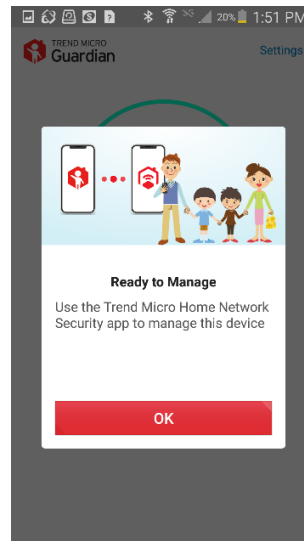 20% 1:51 PM
TREND MICRO
Guardian
Settings
Ready to Manage
Use the Trend Micro Home Network
Security app to manage this device
OK